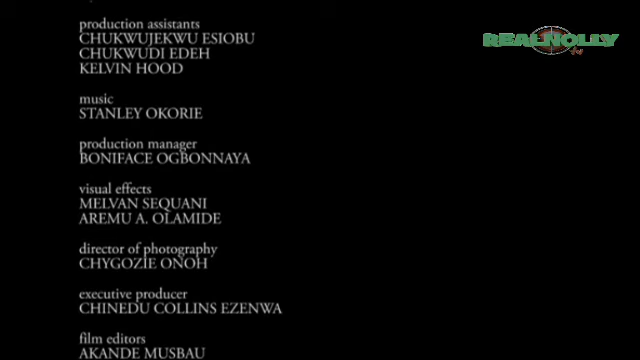 production assistants
CHUKWUJEKWU ESIOBU
CHUKWUDI EDEH
KELVIN HOOD
music
STANLEY OKORIE
production manager
BONIFACE OGBONNAYA
visual effects
MELVAN SEQUANI
AREMU A. OLAMIDE
director of photography
CHYGOZIE ONOH
executive producer
CHINEDU COLLINS EZENWA
film editors
AKANDE MUSBAU
REALNOLLY